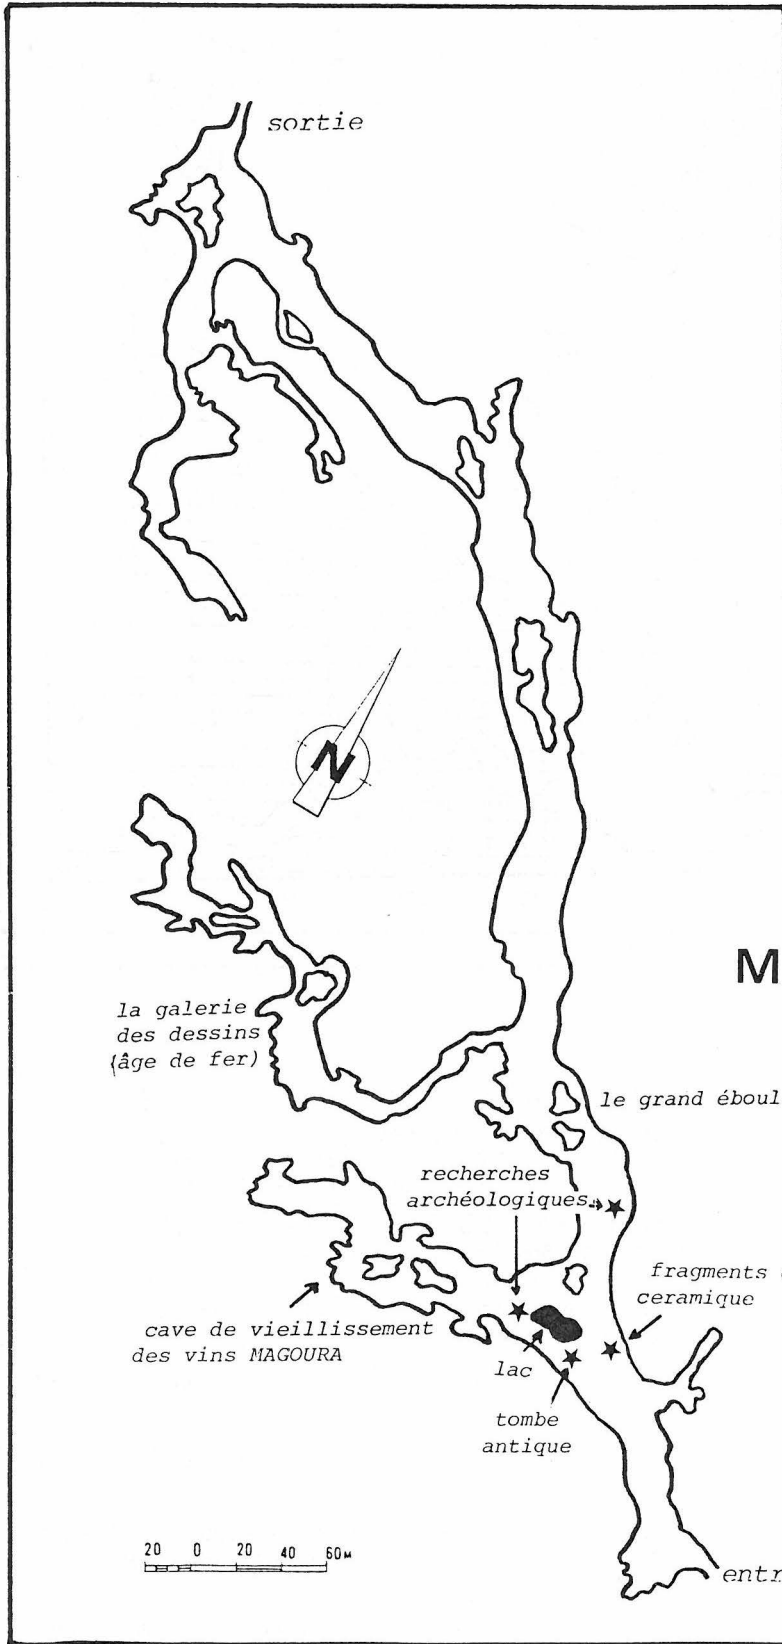 sortie
N
M
la galerie
des dessins
(âge de fer)
le grand éboul
recherches
archéologiques
fragments
ceramique
cave de vieillissement
des vins MAGOURA
lac
tombe
antique
20 0 20 40 60м
entr